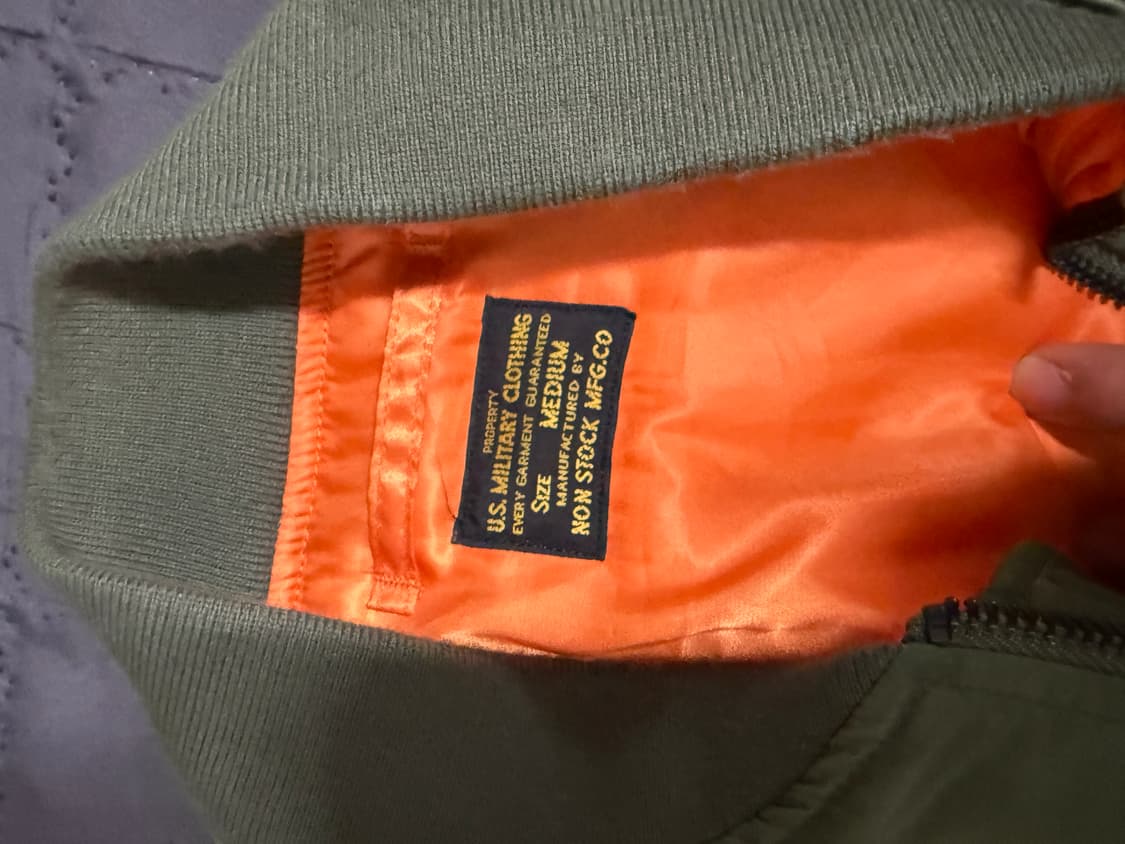 PROPERTY
U.S. MILITARY CLOTHING
EVERY GARMENT GUARANTEED
SIZE MEDIUM
MANUFACTURED BY
NON STOCK MFG.CO